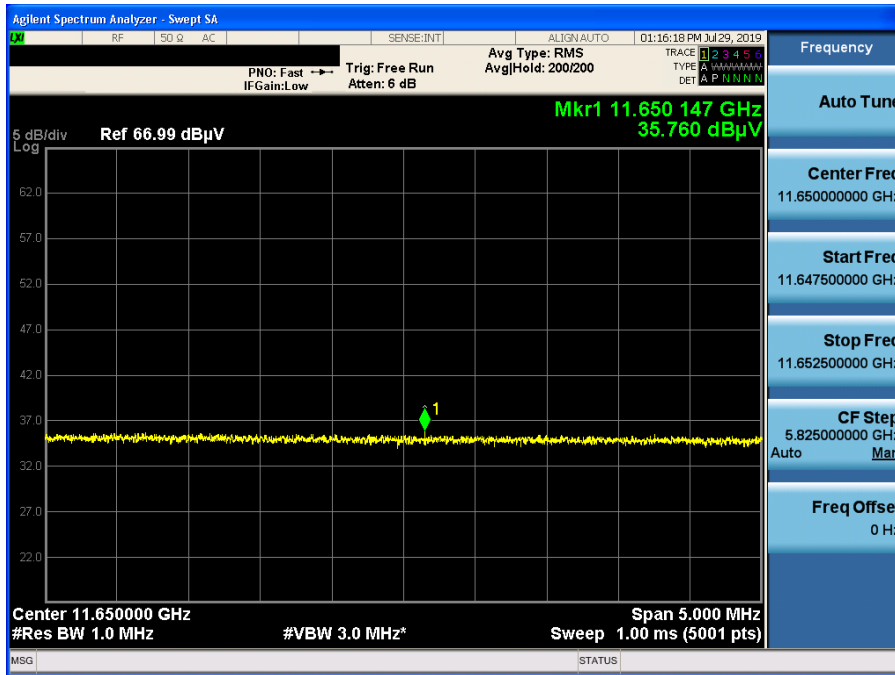 Agilent Spectrum Analyzer - Swept SA
LXI RF 50 Ω AC SENSE:INT ALIGNAUTO 01:16:18 PM Jul 29, 2019
Frequency
PNO: Fast
IFGain:Low
Trig: Free Run
Atten: 6 dB
Avg Type: RMS
Avg|Hold: 200/200
TRACE 1 2 3 4 5 6
TYPE A WWWWW
DET A P N N N N
Auto Tune
Mkr1 11.650 147 GHz
35.760 dBµV
5 dB/div Ref 66.99 dBµV
Log
Center Freq
11.650000000 GHz
62.0
57.0
Start Freq
11.647500000 GHz
52.0
47.0
Stop Freq
11.652500000 GHz
42.0
1
37.0
CF Step
5.825000000 GHz
Auto Man
32.0
27.0
Freq Offse
0 Hz
22.0
Center 11.650000 GHz Span 5.000 MHz
#Res BW 1.0 MHz #VBW 3.0 MHz* Sweep 1.00 ms (5001 pts)
MSG STATUS